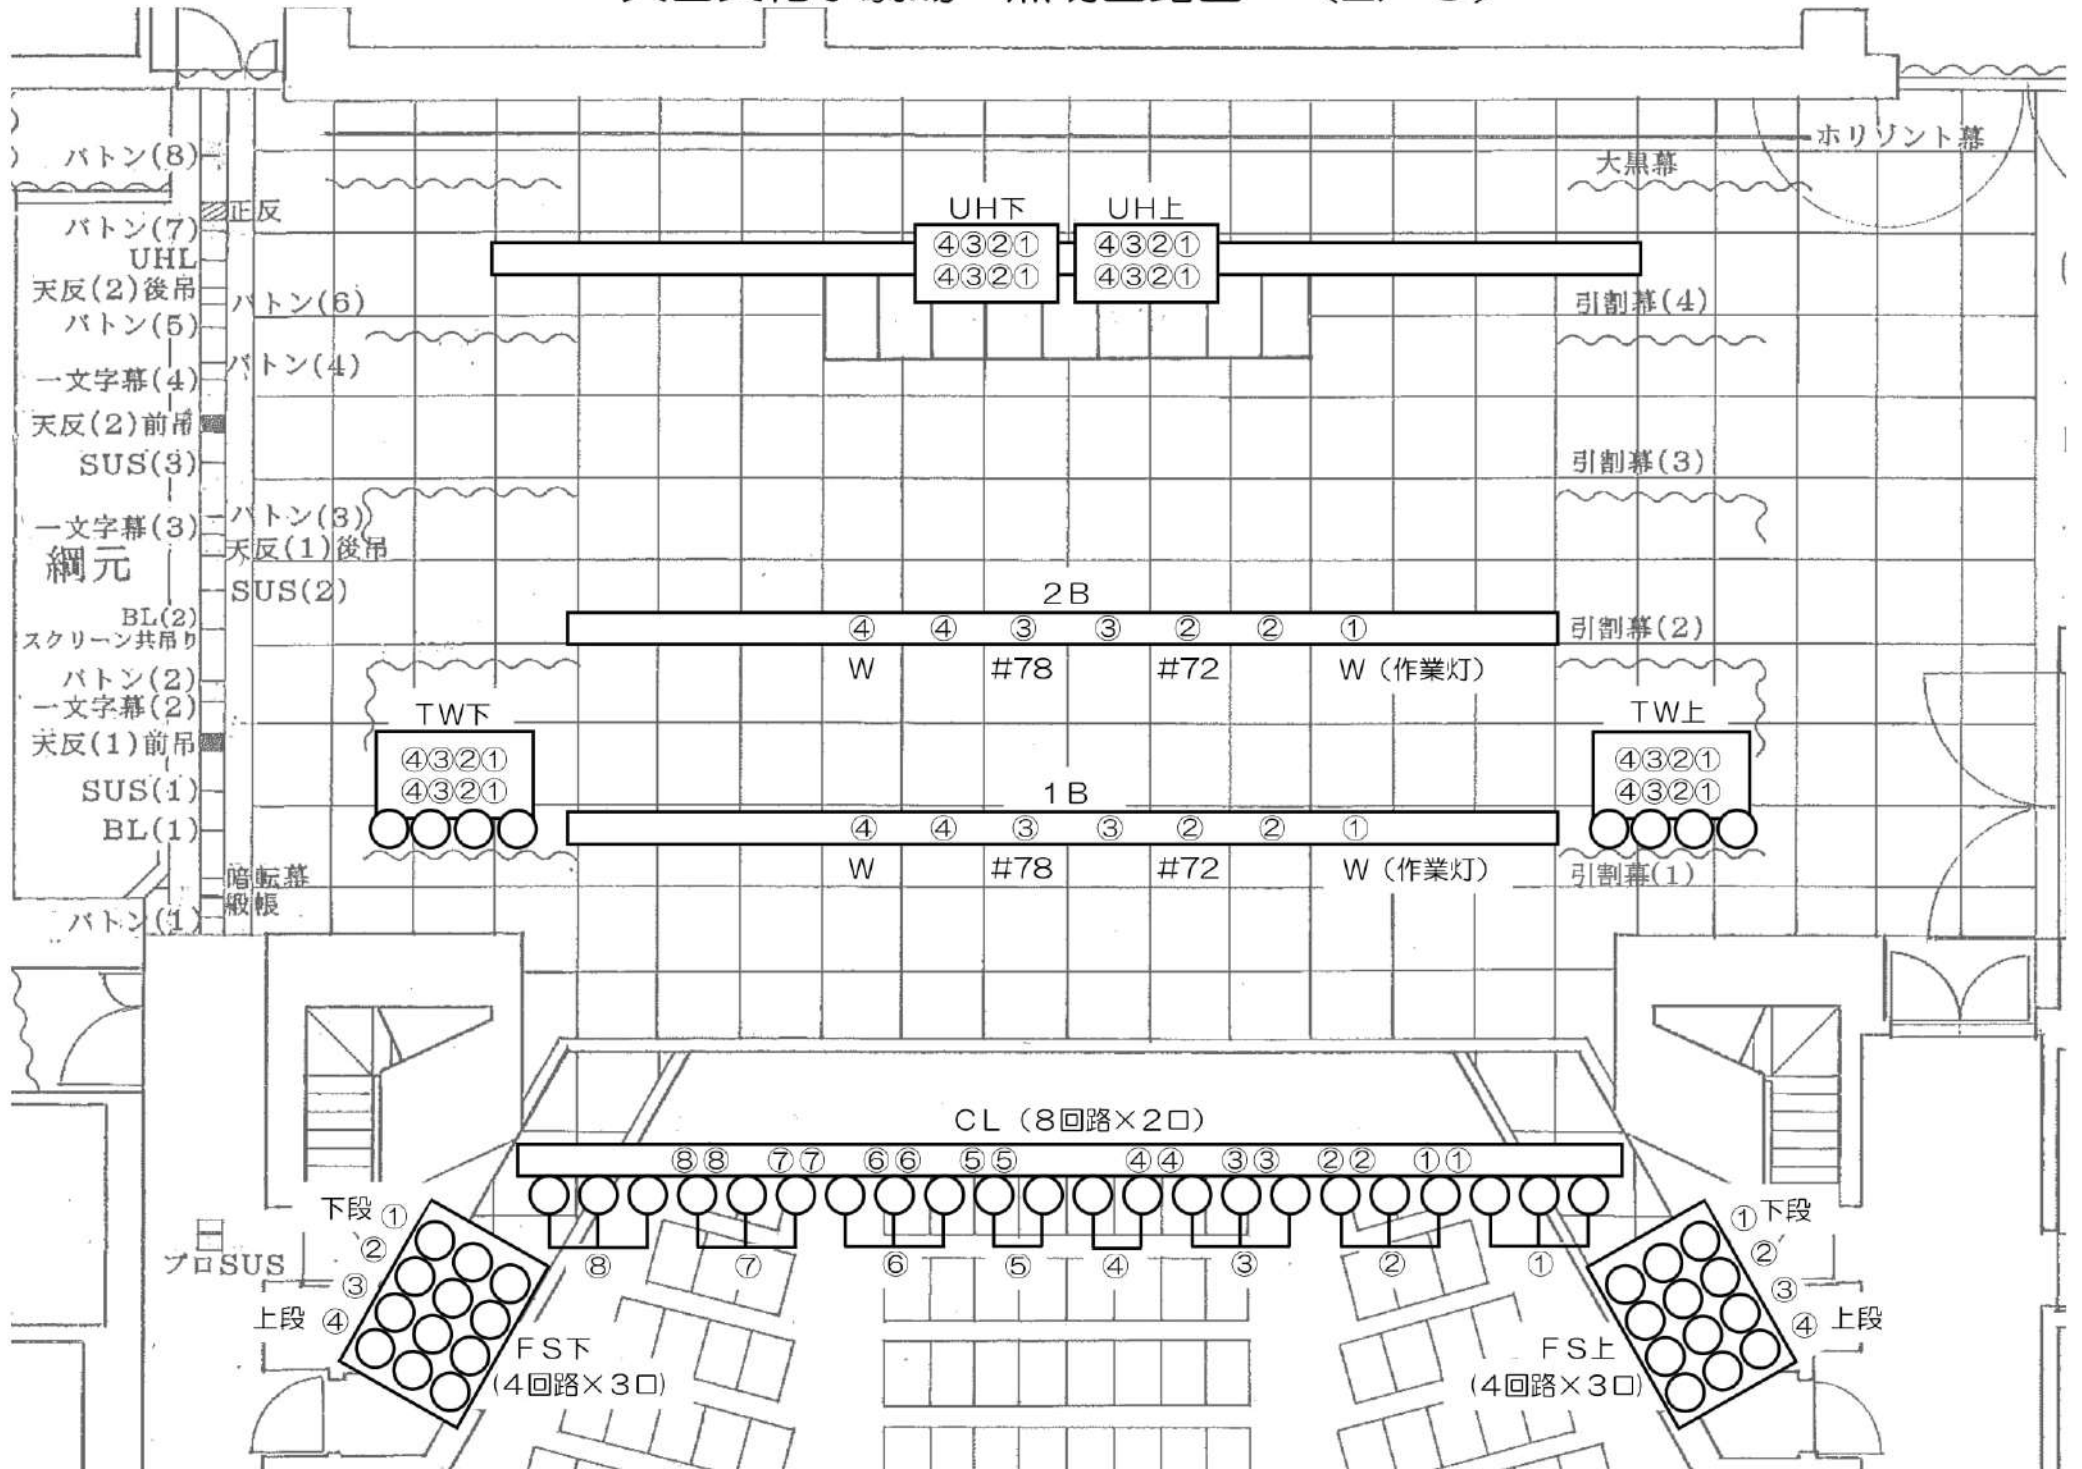 ホリゾント幕
バトン(8)
大黒幕
正反
UH下
UH上
バトン(7)
④③②①
④③②①
UHL
④③②①
④③②①
天反(2)後吊
バトン(6)
引割幕(4)
バトン(5)
バトン(4)
一文字幕(4)
天反(2)前吊
SUS(3)
引割幕(3)
バトン(3)
一文字幕(3)
天反(1)後吊
綱元
SUS(2)
2B
BL(2)
④ ④ ③ ③ ② ② ①
引割幕(2)
スクリーン共吊り
W #78 #72 W（作業灯）
バトン(2)
一文字幕(2)
TW下
TW上
天反(1)前吊
④③②①
④③②①
SUS(1)
④③②①
④③②①
1B
BL(1)
④ ④ ③ ③ ② ② ①
W #78 #72 W（作業灯）
引割幕(1)
暗転幕
緞帳
バトン(1)
CL（8回路×2口）
⑧⑧ ⑦⑦ ⑥⑥ ⑤⑤ ④④ ③③ ②② ①①
下段 ①
②
③
上段 ④
① 下段
②
③
④ 上段
プロSUS
⑧ ⑦ ⑥ ⑤ ④ ③ ② ①
FS下
(4回路×3口)
FS上
(4回路×3口)